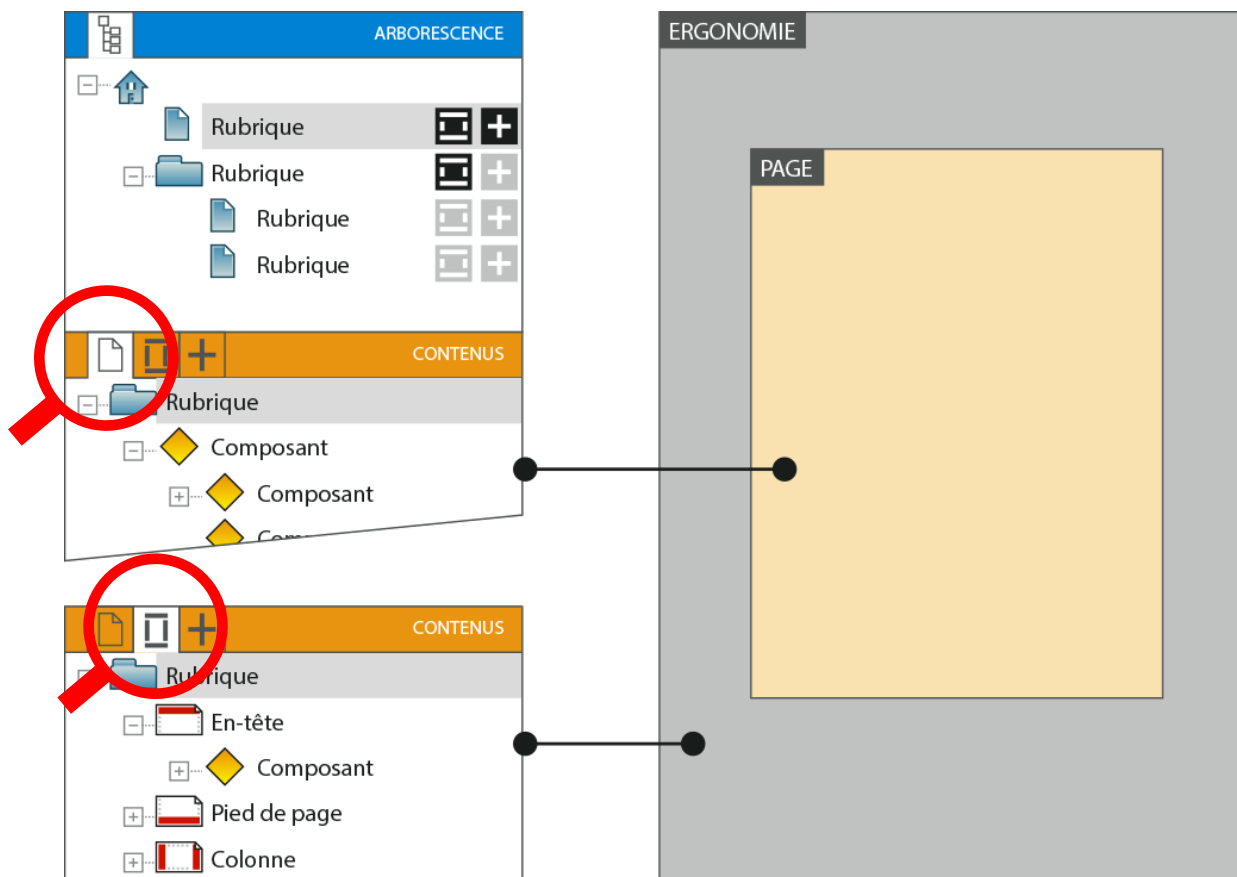 ARBORESCENCE
Rubrique
Rubrique
Rubrique
Rubrique
CONTENUS
Rubrique
Composant
Composant
CONTENUS
Rubrique
En-tête
Composant
Pied de page
Colonne
ERGONOMIE
PAGE